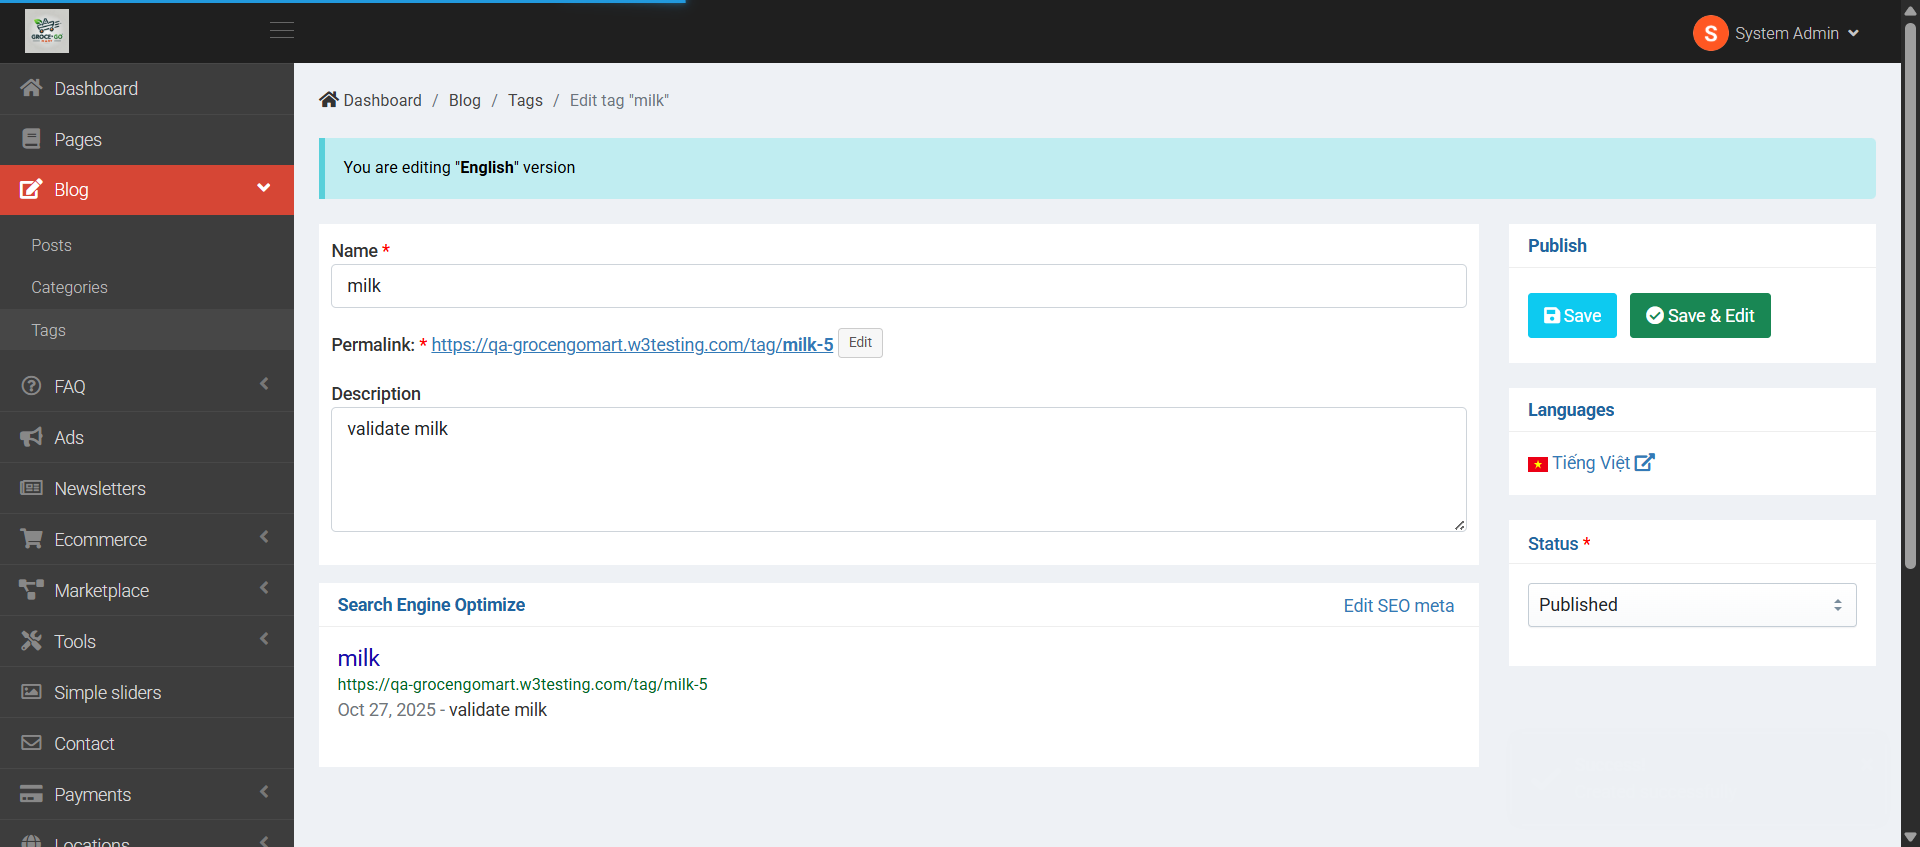 GROCE GO
System Admin
S
Dashboard
Pages
Blog
Posts
Categories
Tags
FAQ
Ads
Newsletters
Ecommerce
Marketplace
Tools
Simple sliders
Contact
Payments
Locations
Dashboard / Blog / Tags / Edit tag "milk"
You are editing "English" version
Name *
milk
Permalink: * https://qa-grocengomart.w3testing.com/tag/milk-5 Edit
Description
validate milk
Search Engine Optimize
Edit SEO meta
milk
https://qa-grocengomart.w3testing.com/tag/milk-5
Oct 27, 2025 - validate milk
Publish
Save
Save & Edit
Languages
Tiếng Việt
Status *
Published